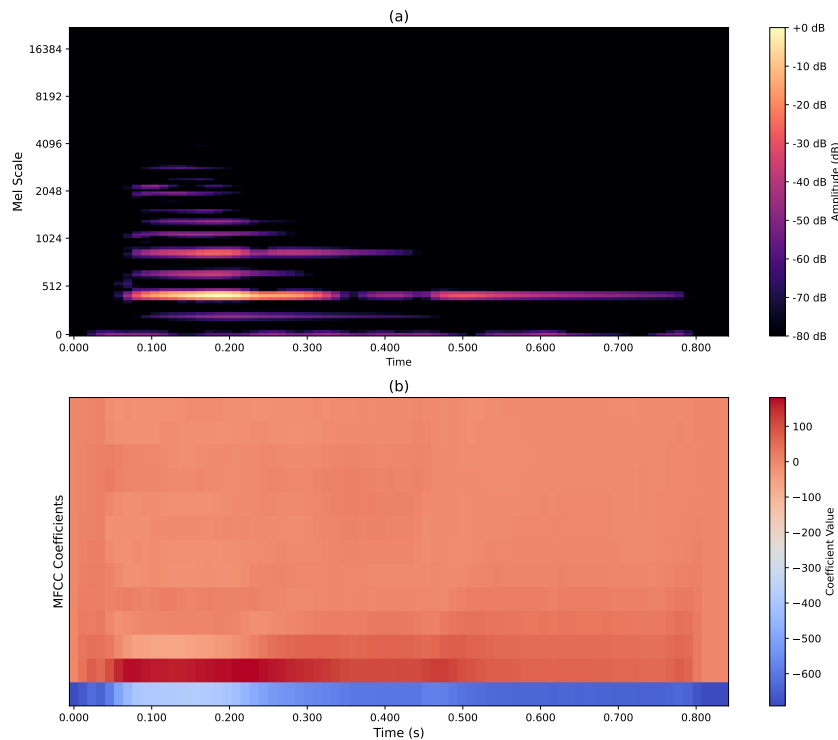 (a)
Mel Scale
16384
8192
4096
2048
1024
512
0
0.000 0.100 0.200 0.300 0.400 0.500 0.600 0.700 0.800
Time
+0 dB
-10 dB
-20 dB
-30 dB
-40 dB
-50 dB
-60 dB
-70 dB
-80 dB
Amplitude (dB)
(b)
MFCC Coefficients
0.000 0.100 0.200 0.300 0.400 0.500 0.600 0.700 0.800
Time (s)
100
0
−100
−200
−300
−400
−500
−600
Coefficient Value